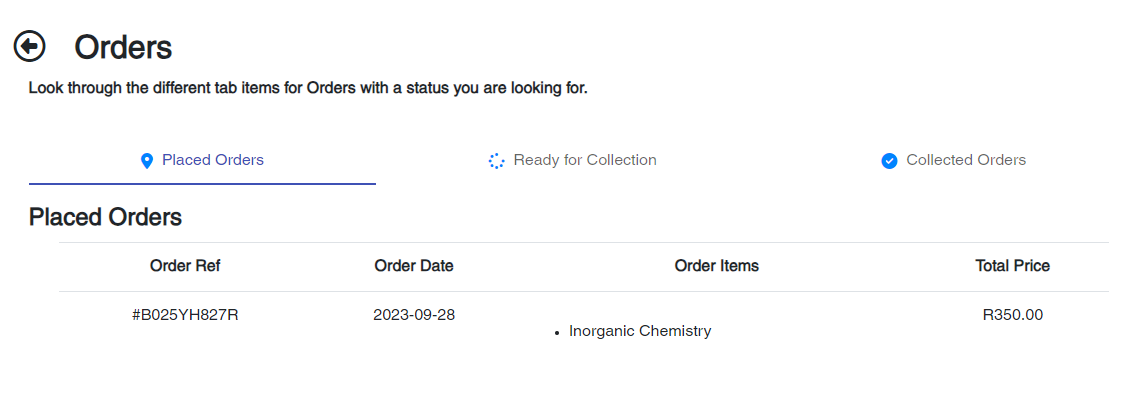 Orders
Look through the different tab items for Orders with a status you are looking for.
Placed Orders Ready for Collection Collected Orders
Placed Orders
Order Ref Order Date Order Items Total Price
#B025YH827R 2023-09-28 R350.00
• Inorganic Chemistry